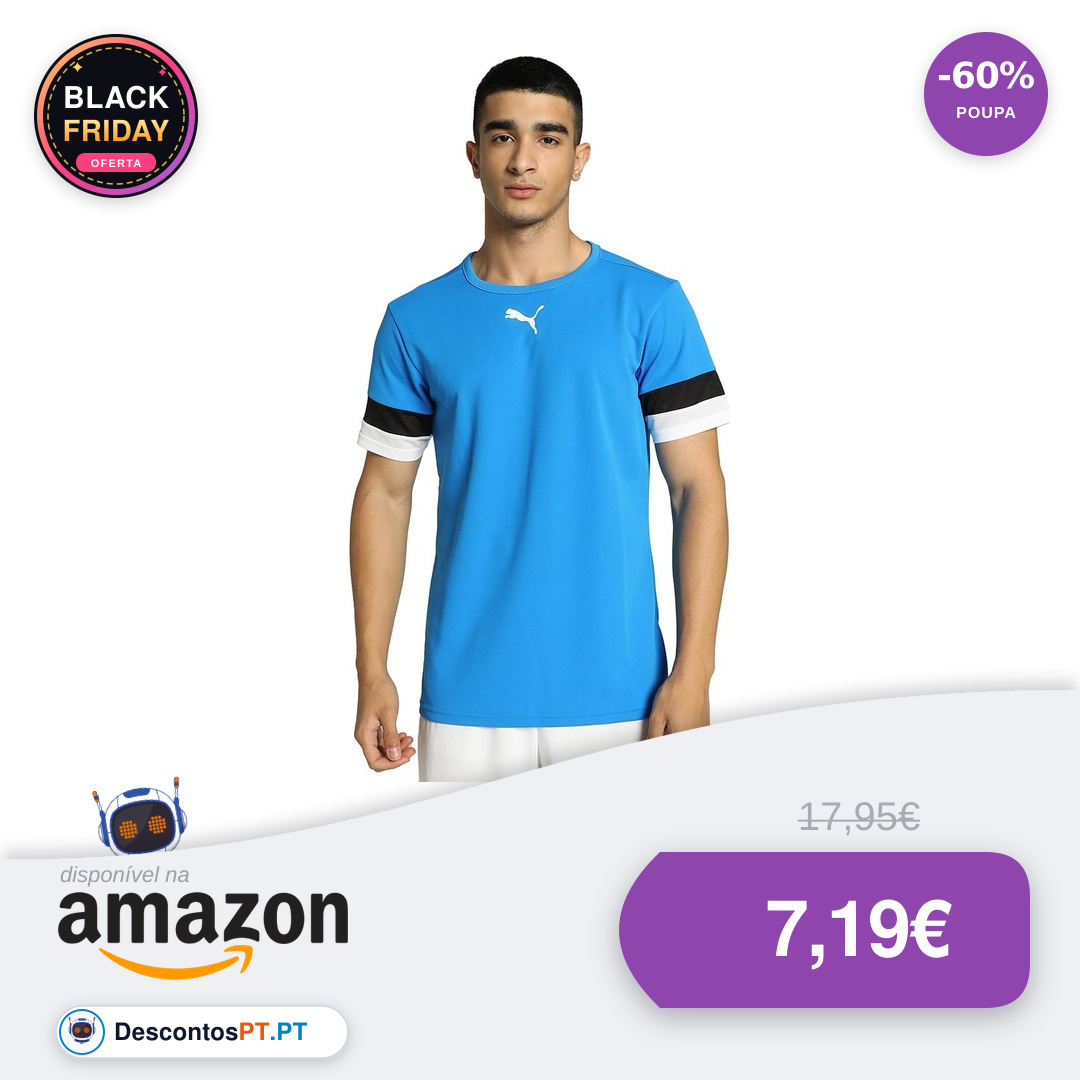 BLACK
FRIDAY
OFERTA
-60%
POUPA
17,95€
7,19€
disponível na
amazon
DescontosPT.PT